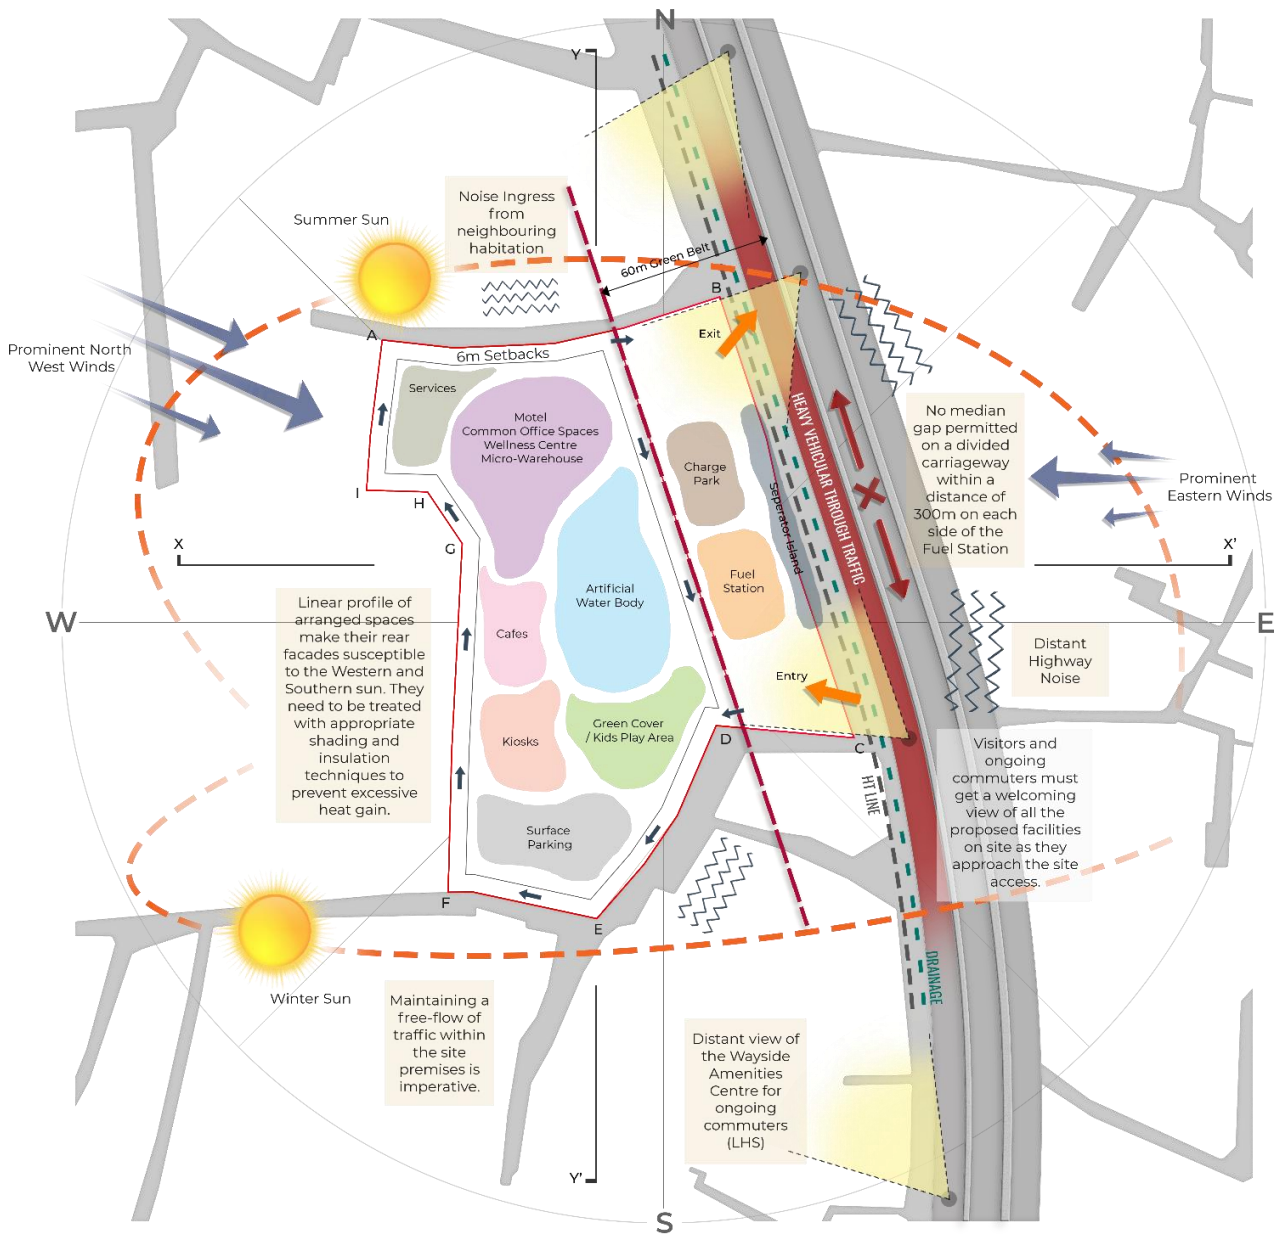 N
Y
Summer Sun
Noise Ingress
from
neighbouring
habitation
60m Green Belt
Prominent North
West Winds
A
B
Exit
6m Setbacks
Services
Motel
Common Office Spaces
Wellness Centre
Micro-Warehouse
Charge
Park
Seperator Island
HEAVY VEHICULAR THROUGH TRAFFIC
No median
gap permitted
on a divided
carriageway
within a
distance of
300m on each
side of the
Fuel Station
Prominent
Eastern Winds
I
H
G
X
X'
Artificial
Water Body
Fuel
Station
W
E
Linear profile of
arranged spaces
make their rear
facades susceptible
to the Western and
Southern sun. They
need to be treated
with appropriate
shading and
insulation
techniques to
prevent excessive
heat gain.
Cafes
Distant
Highway
Noise
Entry
Kiosks
Green Cover
/ Kids Play Area
D
C
HT LINE
Visitors and
ongoing
commuters must
get a welcoming
view of all the
proposed facilities
on site as they
approach the site
access.
Surface
Parking
F
E
DRAINAGE
Winter Sun
Maintaining a
free-flow of
traffic within
the site
premises is
imperative.
Distant view of
the Wayside
Amenities
Centre for
ongoing
commuters
(LHS)
Y'
S